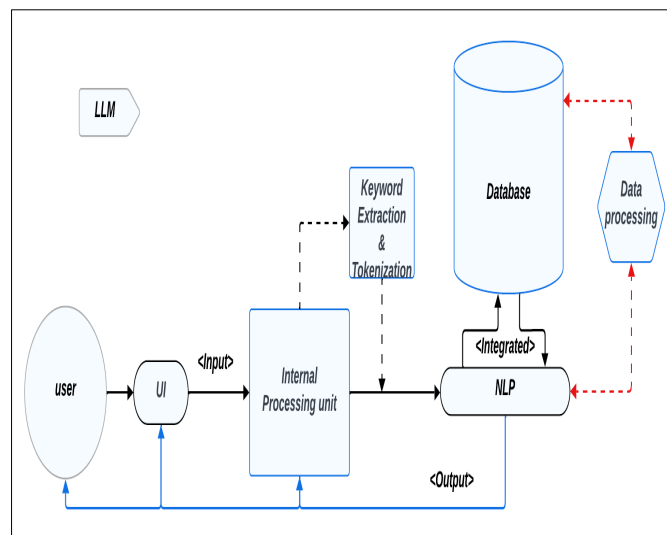 LLM
Database
Keyword
Extraction
&
Tokenization
Data
processing
<Integrated>
<Input>
user
UI
Internal
Processing unit
NLP
<Output>